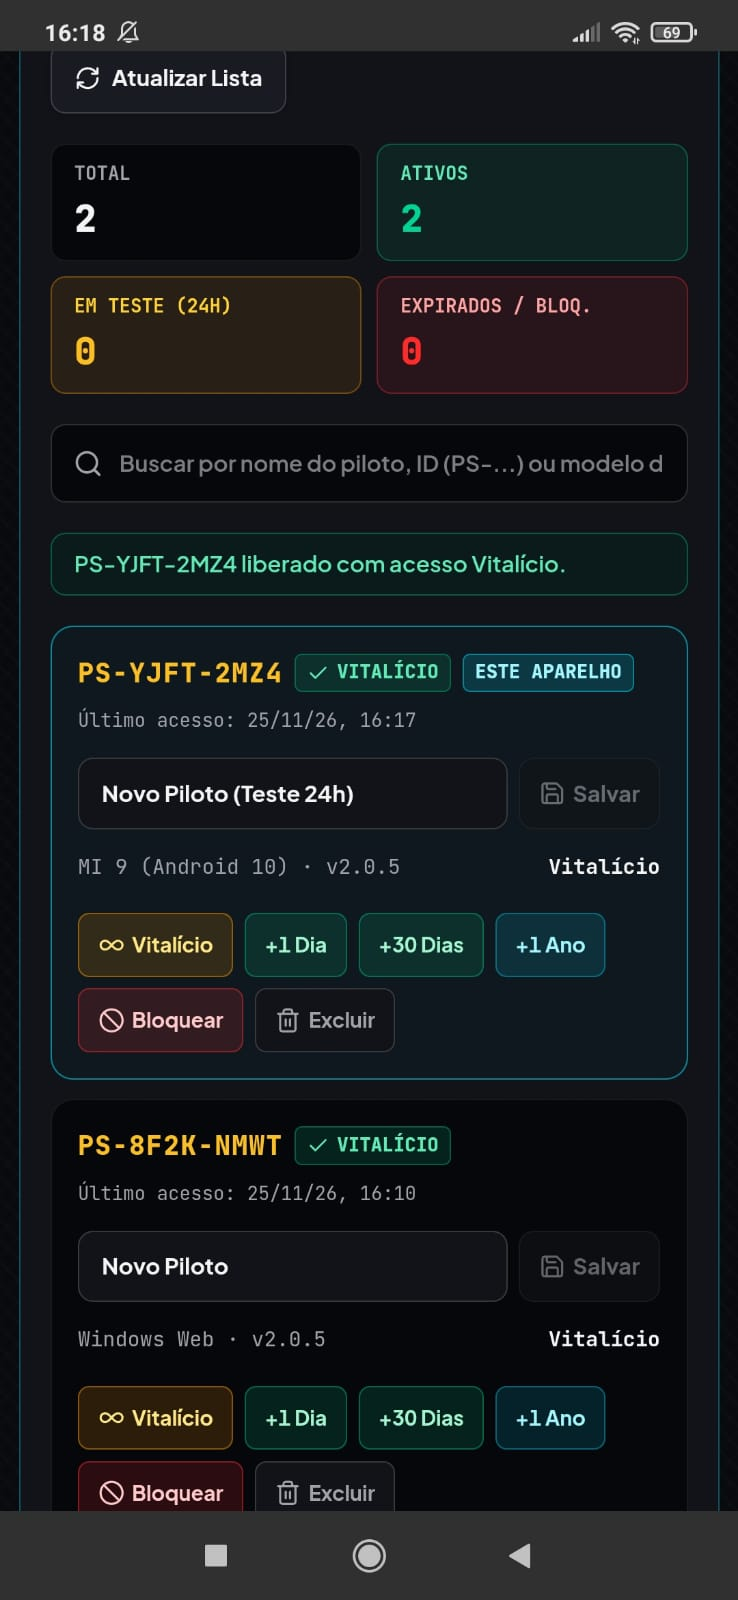 16:18
69
Atualizar Lista
TOTAL
2
ATIVOS
2
EM TESTE (24H)
0
EXPIRADOS / BLOQ.
0
Buscar por nome do piloto, ID (PS-...) ou modelo d
PS-YJFT-2MZ4 liberado com acesso Vitalício.
PS-YJFT-2MZ4 VITALÍCIO ESTE APARELHO
Último acesso: 25/11/26, 16:17
Novo Piloto (Teste 24h) Salvar
MI 9 (Android 10) · v2.0.5 Vitalício
Vitalício +1 Dia +30 Dias +1 Ano
Bloquear Excluir
PS-8F2K-NMWT VITALÍCIO
Último acesso: 25/11/26, 16:10
Novo Piloto Salvar
Windows Web · v2.0.5 Vitalício
Vitalício +1 Dia +30 Dias +1 Ano
Bloquear Excluir